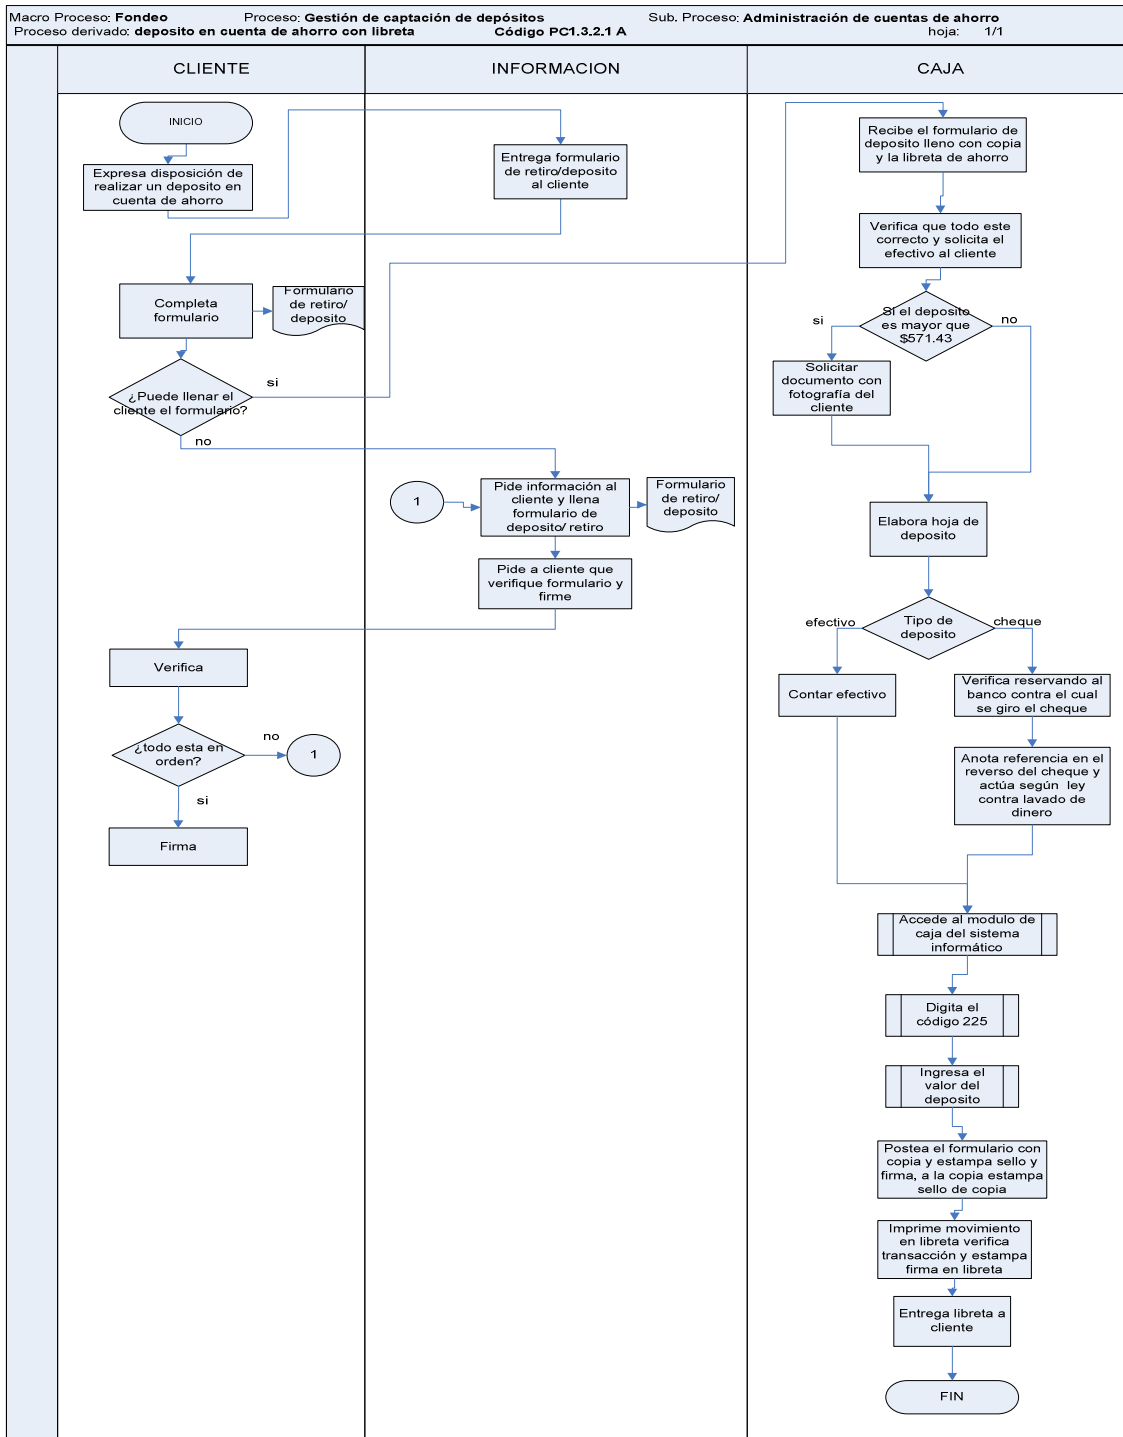 Macro Proceso: Fondeo Proceso: Gestión de captación de depósitos Sub. Proceso: Administración de cuentas de ahorro
Proceso derivado: deposito en cuenta de ahorro con libreta Código PC1.3.2.1 A hoja: 1/1
CLIENTE
INFORMACION
CAJA
INICIO
Expresa disposición de
realizar un deposito en
cuenta de ahorro
Entrega formulario
de retiro/deposito
al cliente
Completa
formulario
Formulario
de retiro/
deposito
¿Puede llenar el
cliente el formulario?
si
no
1
Pide información al
cliente y llena
formulario de
deposito/ retiro
Formulario
de retiro/
deposito
Pide a cliente que
verifique formulario y
firme
Verifica
¿todo esta en
orden?
no
1
si
Firma
Recibe el formulario de
deposito lleno con copia
y la libreta de ahorro
Verifica que todo este
correcto y solicita el
efectivo al cliente
Si el deposito
es mayor que
$571.43
si
no
Solicitar
documento con
fotografía del
cliente
Elabora hoja de
deposito
Tipo de
deposito
efectivo
cheque
Contar efectivo
Verifica reservando al
banco contra el cual
se giro el cheque
Anota referencia en el
reverso del cheque y
actúa según ley
contra lavado de
dinero
Accede al modulo de
caja del sistema
informático
Digita el
código 225
Ingresa el
valor del
deposito
Postea el formulario con
copia y estampa sello y
firma, a la copia estampa
sello de copia
Imprime movimiento
en libreta verifica
transacción y estampa
firma en libreta
Entrega libreta a
cliente
FIN